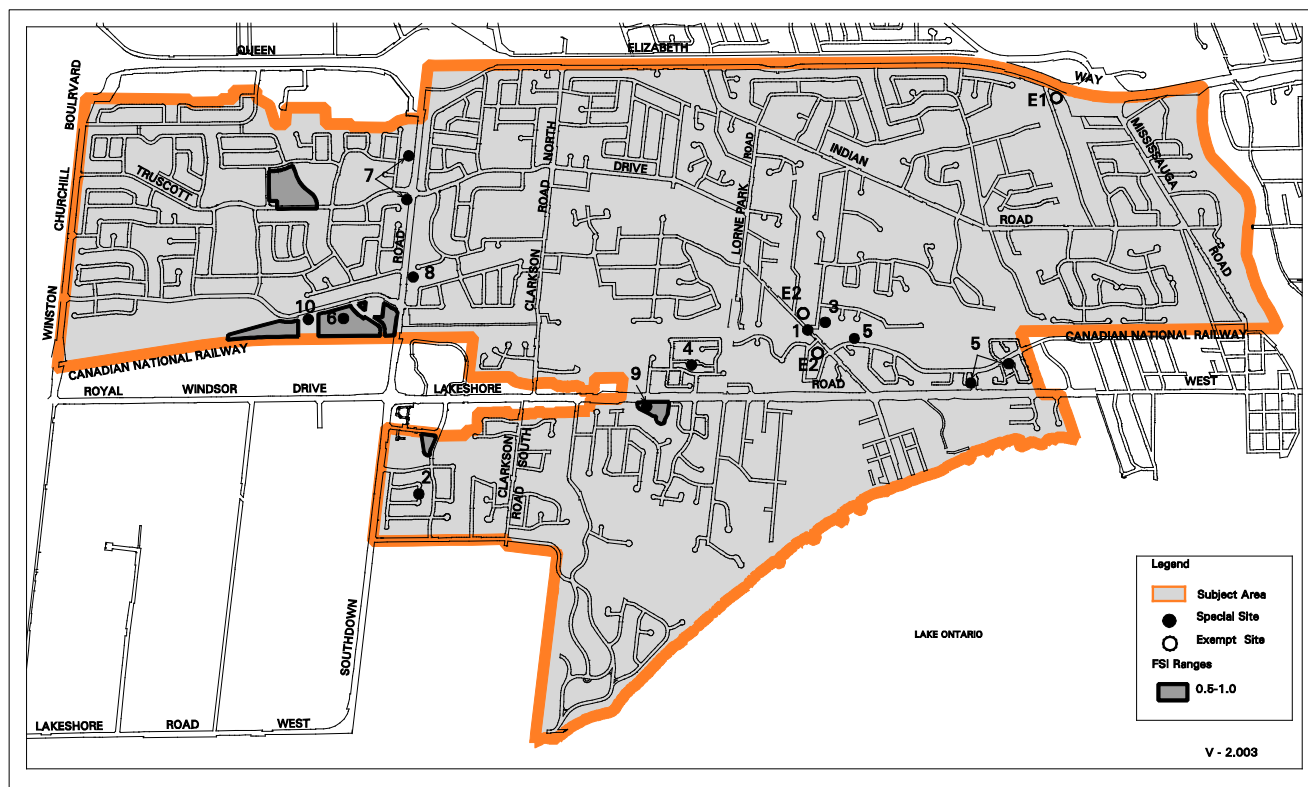 QUEEN
ELIZABETH
WAY
E1
BOULRVARD
CHURCHILL
WINSTON
TRUSCOTT
7
ROAD
NORTH
ROAD
CLARKSON
DRIVE
ROAD
LORNE PARK
INDIAN
ROAD
MISSISSAUGA
ROAD
8
10
6
E2
3
1
5
E2
4
5
9
CANADIAN NATIONAL RAILWAY
CANADIAN NATIONAL RAILWAY
ROYAL WINDSOR DRIVE
LAKESHORE
ROAD
WEST
2
CLARKSON
SOUTH
ROAD
SOUTHDOWN
LAKESHORE ROAD WEST
LAKE ONTARIO
Legend
Subject Area
Special Site
Exempt Site
FSI Ranges
0.5-1.0
V - 2.003